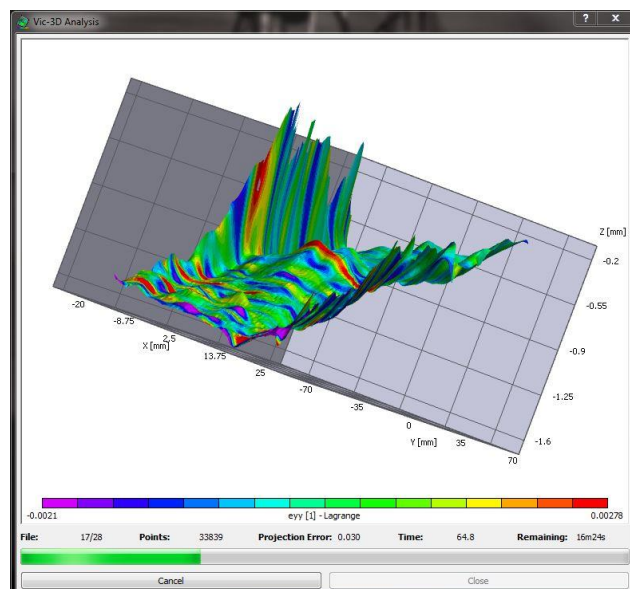 Vic-3D Analysis
? X
Z [mm]
-0.2
-0.55
-0.9
-1.25
-1.6
-20
-8.75
2.5
X [mm]
13.75
25
-70
-35
0
Y [mm]
35
70
-0.0021
eyy [1] - Lagrange
0.00278
File: 17/28 Points: 33839 Projection Error: 0.030 Time: 64.8 Remaining: 16m24s
Cancel
Close